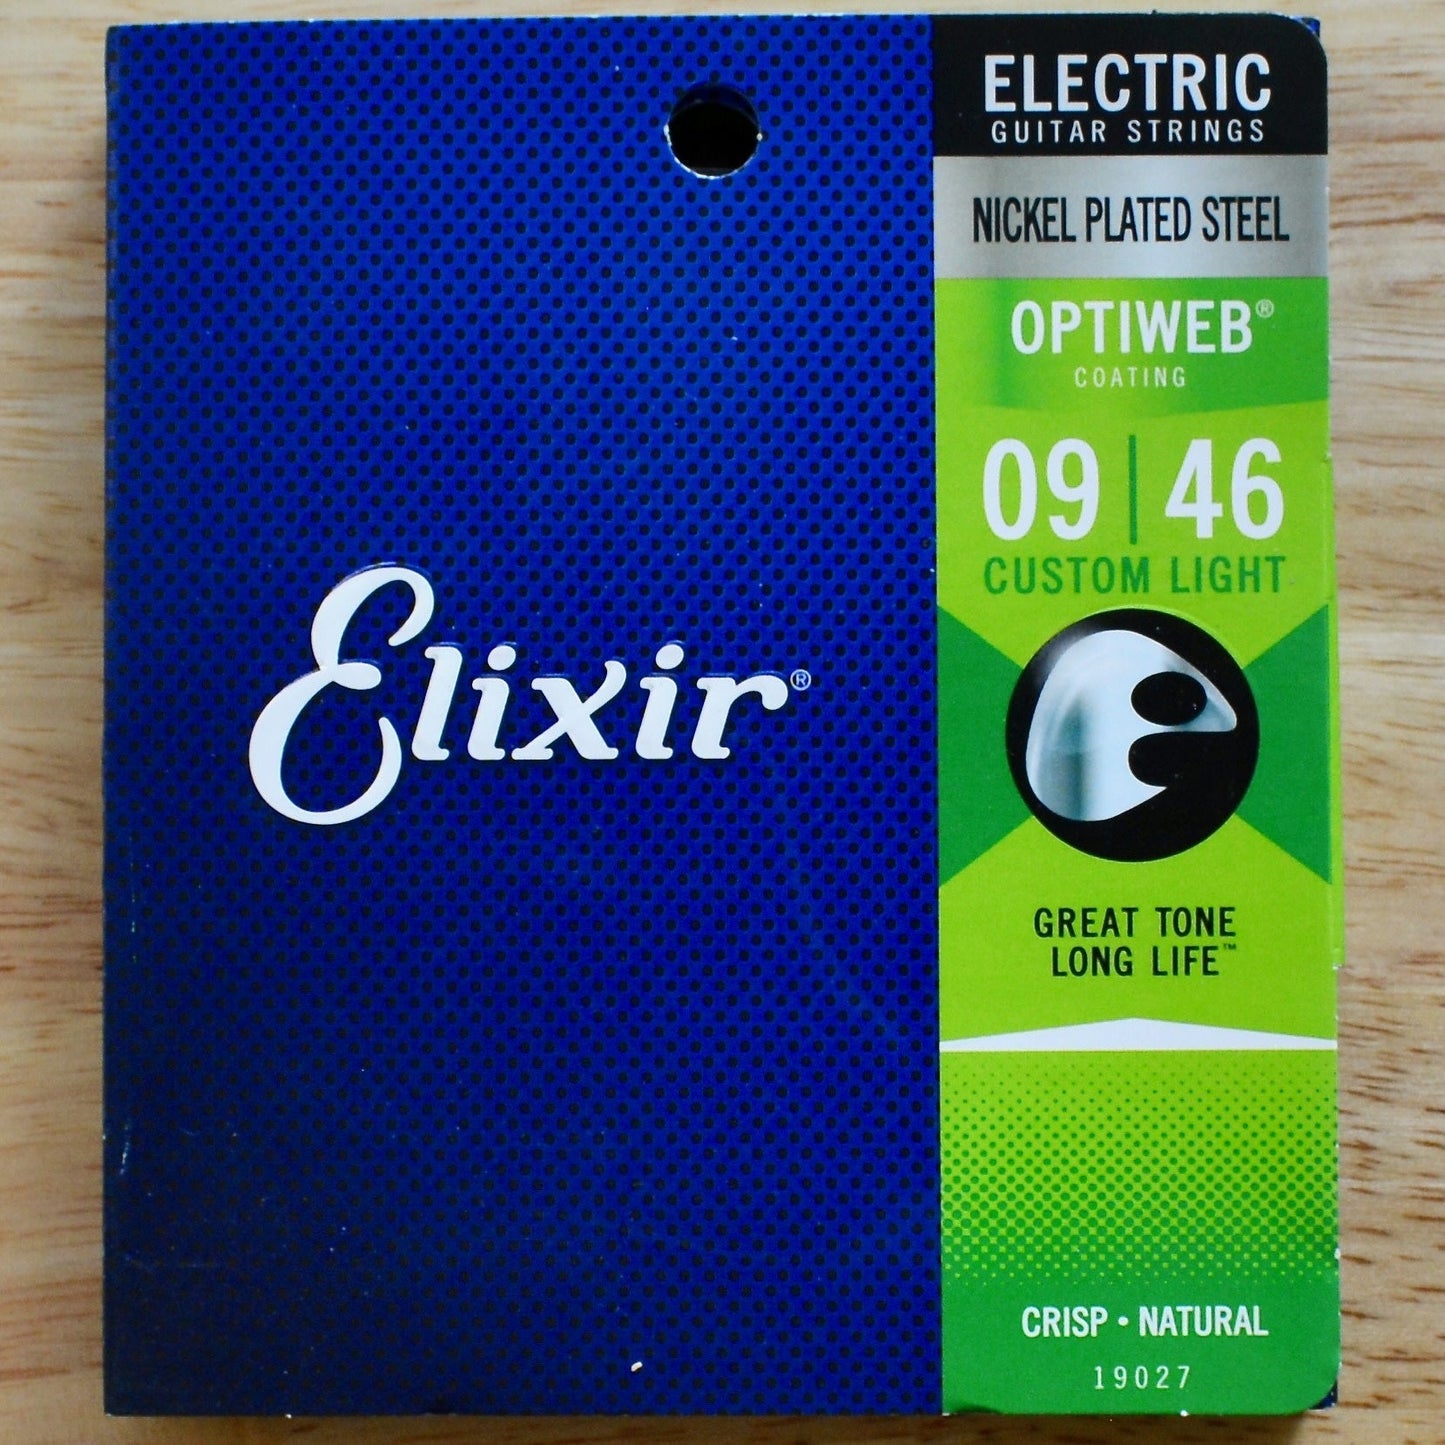 Elixir®
ELECTRIC
GUITAR STRINGS
NICKEL PLATED STEEL
OPTIWEB®
COATING
09 | 46
CUSTOM LIGHT
e
GREAT TONE
LONG LIFE™
CRISP • NATURAL
19027